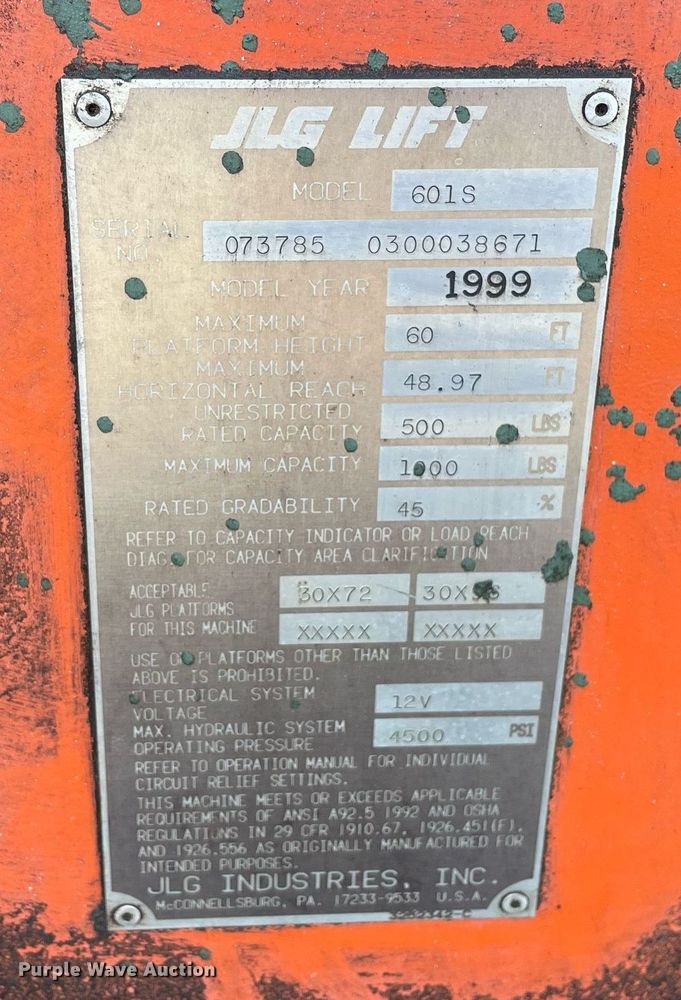 JLG LIFT
MODEL 601S
SERIAL NO. 073785 0300038671
MODEL YEAR 1999
MAXIMUM
PLATFORM HEIGHT 60 FT
MAXIMUM
HORIZONTAL REACH 48.97 FT
UNRESTRICTED
RATED CAPACITY 500 LBS
MAXIMUM CAPACITY 1000 LBS
RATED GRADABILITY 45 %
REFER TO CAPACITY INDICATOR OR LOAD REACH
DIAG. FOR CAPACITY AREA CLARIFICATION
ACCEPTABLE 30X72
JLG PLATFORMS
FOR THIS MACHINE XXXXX XXXXX
USE OF PLATFORMS OTHER THAN THOSE LISTED
ABOVE IS PROHIBITED.
ELECTRICAL SYSTEM
VOLTAGE 12V
MAX. HYDRAULIC SYSTEM
OPERATING PRESSURE 4500 PSI
REFER TO OPERATION MANUAL FOR INDIVIDUAL
CIRCUIT RELIEF SETTINGS.
THIS MACHINE MEETS OR EXCEEDS APPLICABLE
REQUIREMENTS OF ANSI A92.5 1992 AND OSHA
REGULATIONS IN 29 CFR 1910.67, 1926.451(F),
AND 1926.556 AS ORIGINALLY MANUFACTURED FOR
INTENDED PURPOSES.
JLG INDUSTRIES, INC.
McCONNELLSBURG, PA. 17233-9533 U.S.A.
Purple Wave Auction